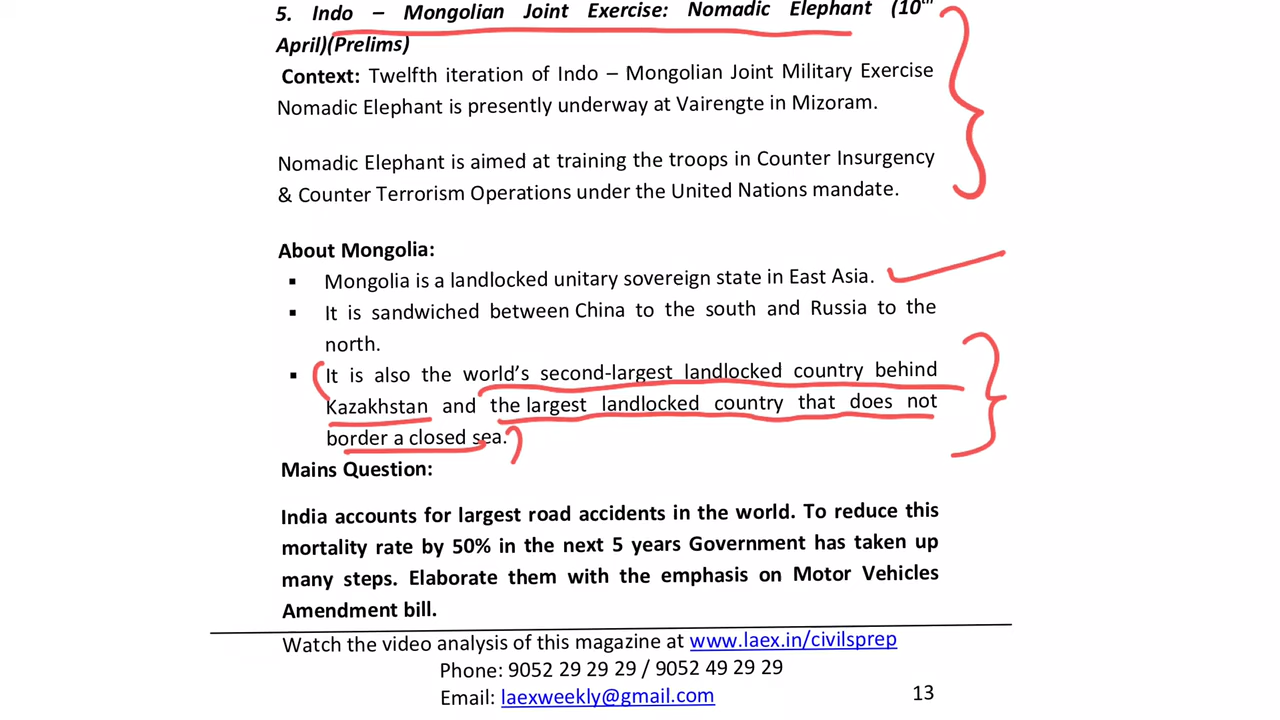 5. Indo – Mongolian Joint Exercise: Nomadic Elephant (10th
April)(Prelims)
Context: Twelfth iteration of Indo – Mongolian Joint Military Exercise
Nomadic Elephant is presently underway at Vairengte in Mizoram.
Nomadic Elephant is aimed at training the troops in Counter Insurgency
& Counter Terrorism Operations under the United Nations mandate.
About Mongolia:
▪ Mongolia is a landlocked unitary sovereign state in East Asia.
▪ It is sandwiched between China to the south and Russia to the
north.
▪ It is also the world's second-largest landlocked country behind
Kazakhstan and the largest landlocked country that does not
border a closed sea.
Mains Question:
India accounts for largest road accidents in the world. To reduce this
mortality rate by 50% in the next 5 years Government has taken up
many steps. Elaborate them with the emphasis on Motor Vehicles
Amendment bill.
Watch the video analysis of this magazine at www.laex.in/civilsprep
Phone: 9052 29 29 29 / 9052 49 29 29
Email: laexweekly@gmail.com
13